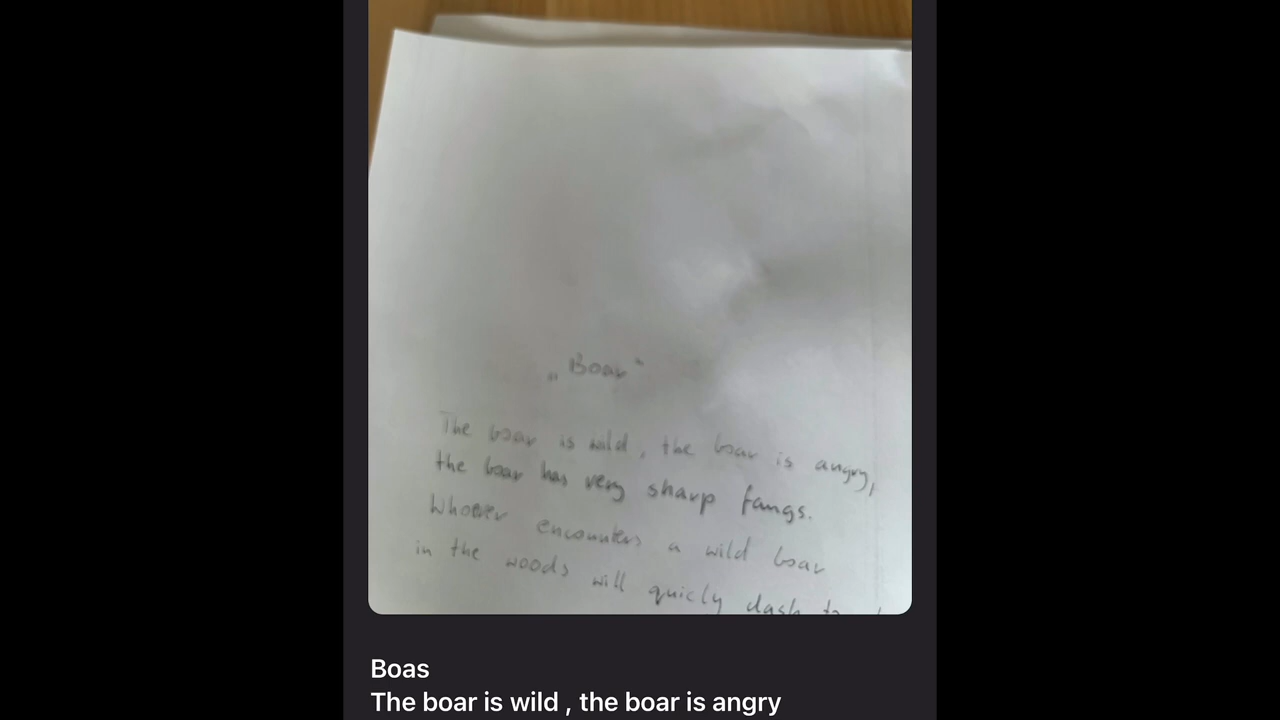 „Boar“
The boar is wild, the boar is angry,
the boar has very sharp fangs.
Whoever encounters a wild boar
in the woods will quicly dash to
Boas
The boar is wild , the boar is angry